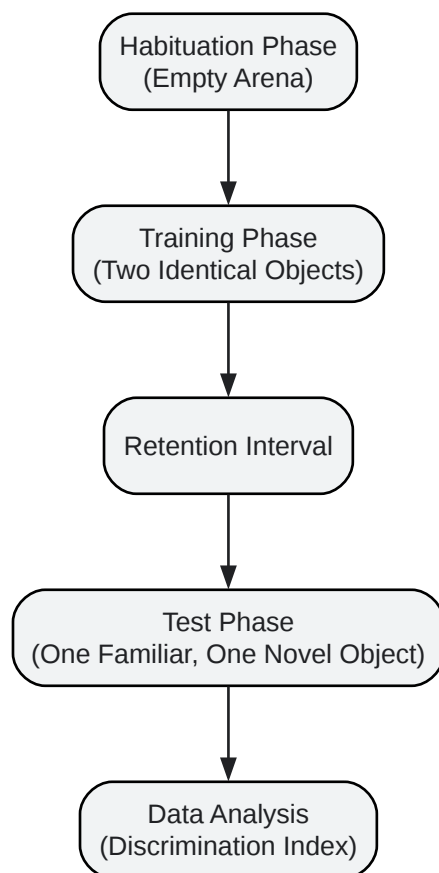 Habituation Phase
(Empty Arena)
Training Phase
(Two Identical Objects)
Retention Interval
Test Phase
(One Familiar, One Novel Object)
Data Analysis
(Discrimination Index)